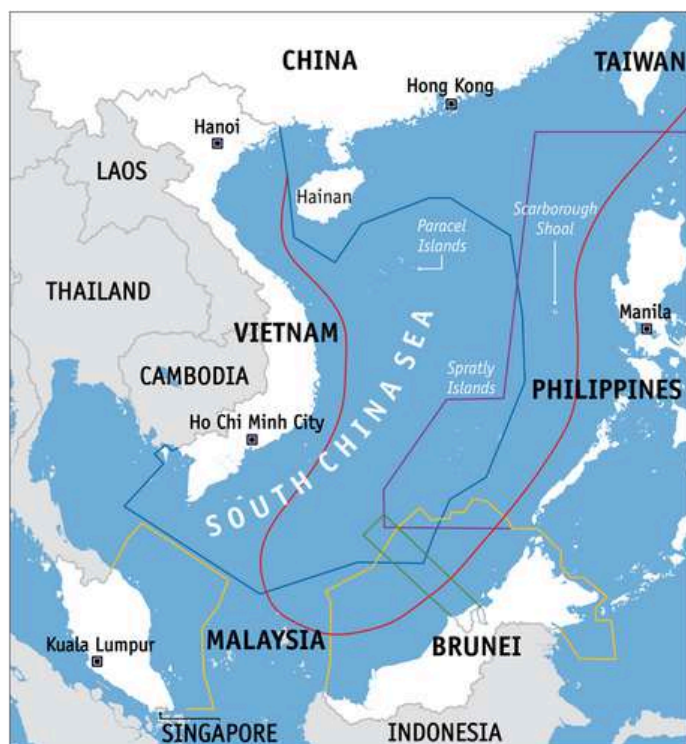 CHINA
TAIWAN
Hong Kong
Hanoi
LAOS
Hainan
Paracel
Islands
Scarborough
Shoal
THAILAND
VIETNAM
Manila
CAMBODIA
Spratly
Islands
PHILIPPINES
Ho Chi Minh City
SOUTH CHINA SEA
MALAYSIA
BRUNEI
Kuala Lumpur
SINGAPORE
INDONESIA